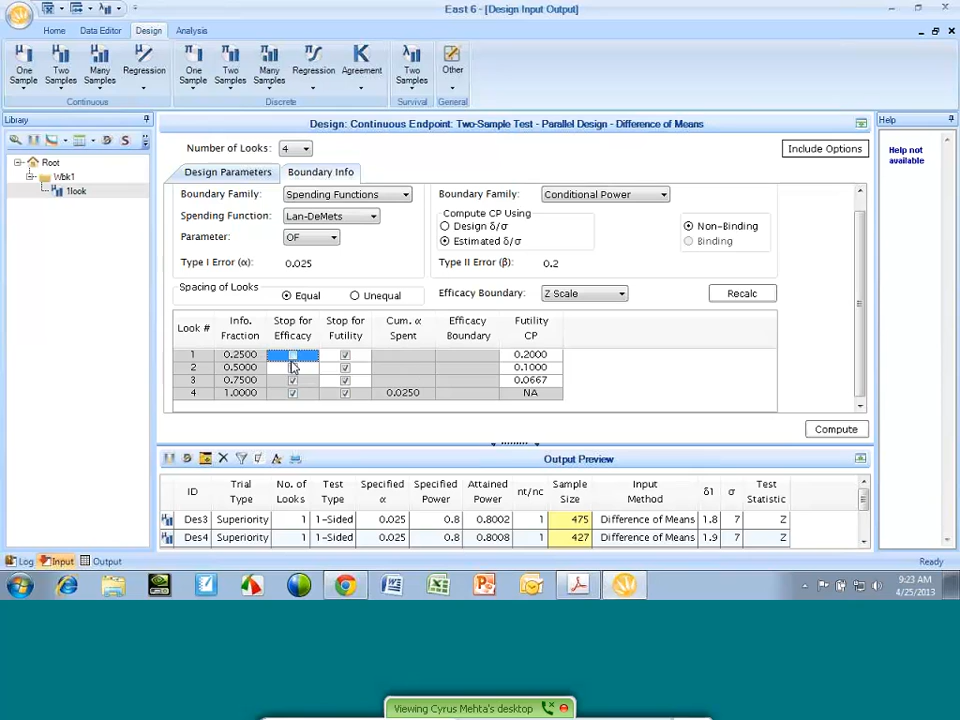 East 6 - [Design Input Output]
Home Data Editor Design Analysis
One Sample Two Samples Many Samples Regression One Sample Two Samples Many Samples Regression Agreement Two Samples Other
Continuous Discrete Survival General
Library Design: Continuous Endpoint: Two-Sample Test - Parallel Design - Difference of Means Help
Number of Looks: 4 Include Options
Help not available
Root
Wbk1
1look
Design Parameters Boundary Info
Boundary Family: Spending Functions Boundary Family: Conditional Power
Spending Function: Lan-DeMets Compute CP Using
Design δ/σ Non-Binding
Parameter: OF Estimated δ/σ Binding
Type I Error (α): 0.025 Type II Error (β): 0.2
Spacing of Looks
Equal Unequal Efficacy Boundary: Z Scale Recalc
Look # Info. Fraction Stop for Efficacy Stop for Futility Cum. α Spent Efficacy Boundary Futility CP
1 0.2500 0.2000
2 0.5000 0.1000
3 0.7500 0.0667
4 1.0000 0.0250 NA
Compute
Output Preview
ID Trial Type No. of Looks Test Type Specified α Specified Power Attained Power nt/nc Sample Size Input Method δ1 σ Test Statistic
Des3 Superiority 1 1-Sided 0.025 0.8 0.8002 1 475 Difference of Means 1.8 7 Z
Des4 Superiority 1 1-Sided 0.025 0.8 0.8008 1 427 Difference of Means 1.9 7 Z
Log Input Output Ready
9:23 AM
4/25/2013
Viewing Cyrus Mehta's desktop